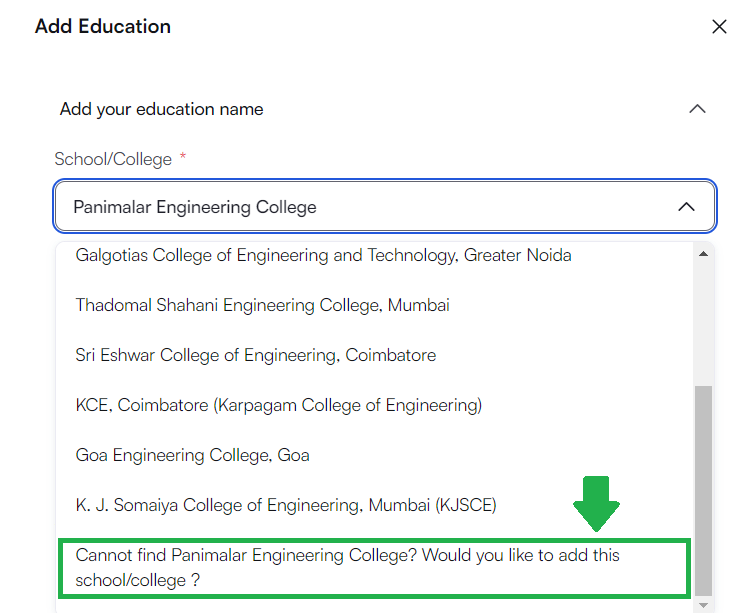 Add Education
Add your education name
School/College *
Panimalar Engineering College
Galgotias College of Engineering and Technology, Greater Noida
Thadomal Shahani Engineering College, Mumbai
Sri Eshwar College of Engineering, Coimbatore
KCE, Coimbatore (Karpagam College of Engineering)
Goa Engineering College, Goa
K. J. Somaiya College of Engineering, Mumbai (KJSCE)
Cannot find Panimalar Engineering College? Would you like to add this
school/college ?